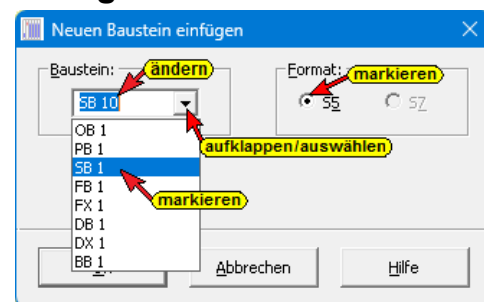 Neuen Baustein einfügen
Baustein:
ändern
Format:
markieren
SB 10
S5
S7
aufklappen/auswählen
OB 1
PB 1
SB 1
FB 1
FX 1
DB 1
DX 1
BB 1
markieren
Abbrechen
Hilfe